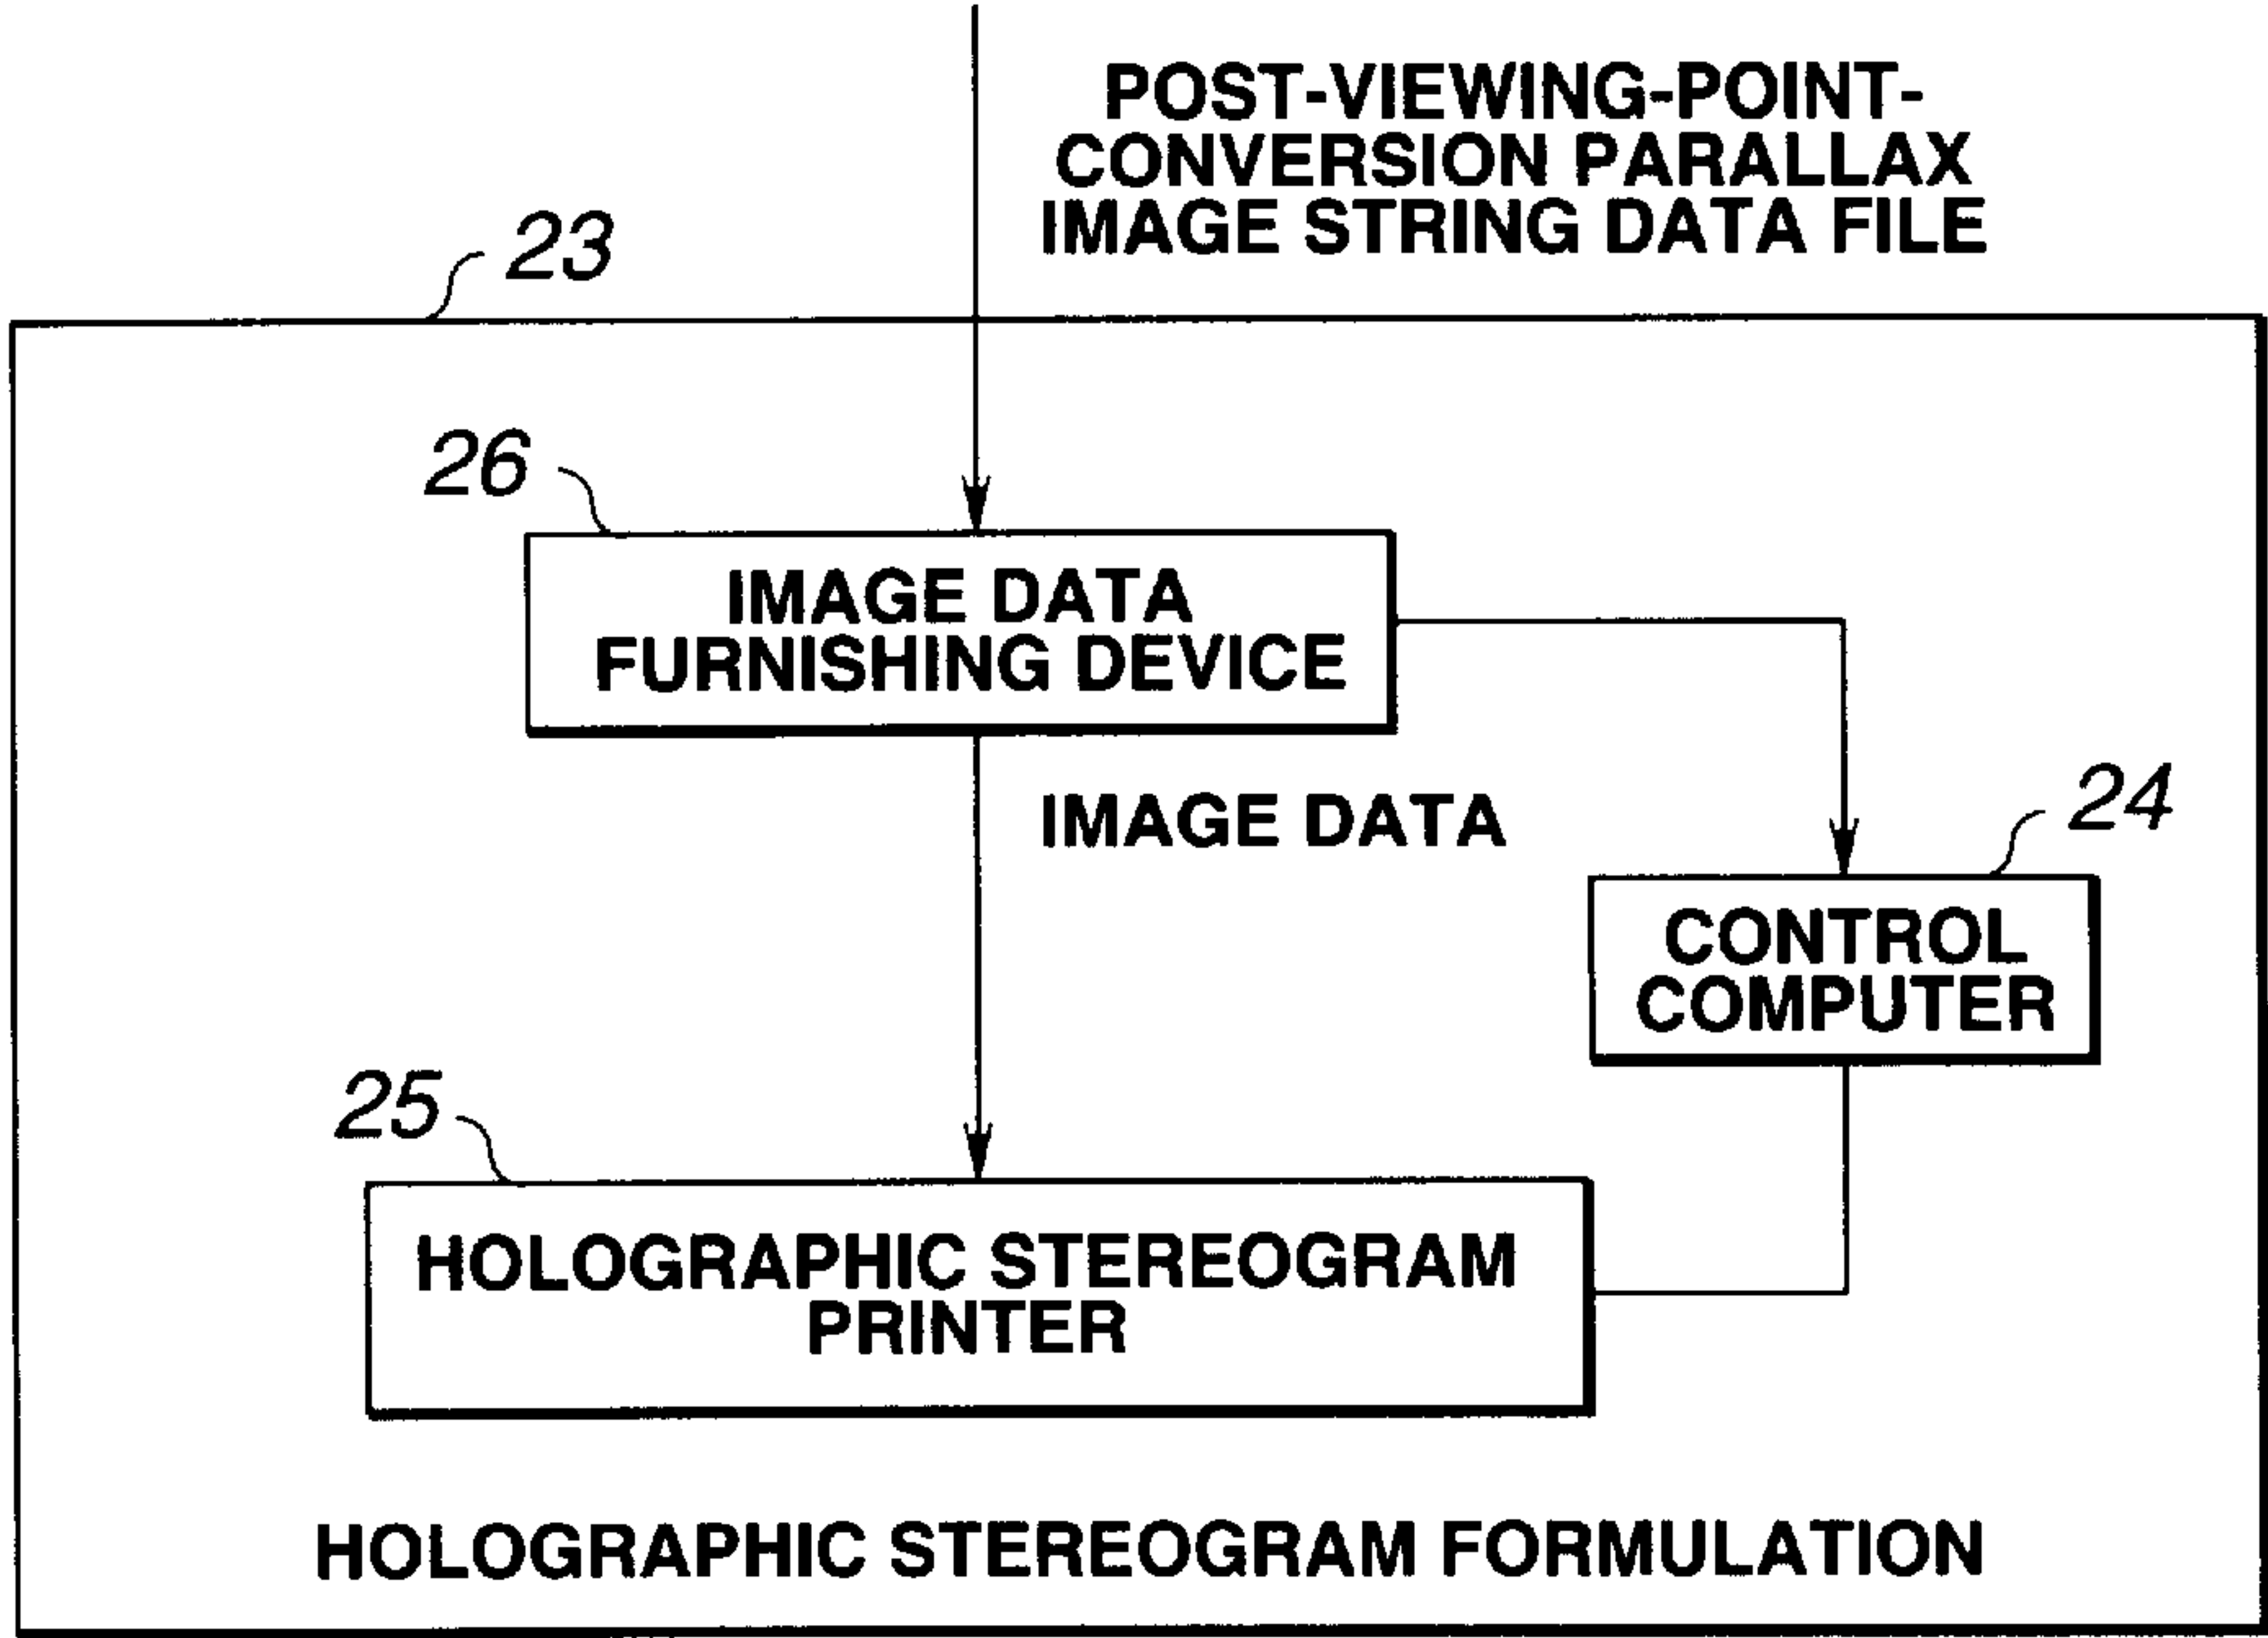 POST-VIEWING-POINT-
CONVERSION PARALLAX
IMAGE STRING DATA FILE
23
26
IMAGE DATA
FURNISHING DEVICE
IMAGE DATA
24
CONTROL
COMPUTER
25
HOLOGRAPHIC STEREOGRAM
PRINTER
HOLOGRAPHIC STEREOGRAM FORMULATION